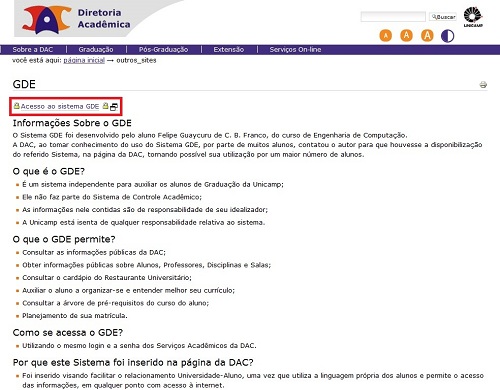 Diretoria
Acadêmica
Buscar
UNICAMP
A A A
Sobre a DAC Graduação Pós-Graduação Extensão Serviços On-line
você está aqui: página inicial → outros_sites
GDE
Acesso ao sistema GDE
Informações Sobre o GDE
O Sistema GDE foi desenvolvido pelo aluno Felipe Guaycuru de C. B. Franco, do curso de Engenharia de Computação.
A DAC, ao tomar conhecimento do uso do Sistema GDE, por parte de muitos alunos, contatou o autor para que houvesse a disponibilização
do referido Sistema, na página da DAC, tornando possível sua utilização por um maior número de alunos.
O que é o GDE?
É um sistema independente para auxiliar os alunos de Graduação da Unicamp;
Ele não faz parte do Sistema de Controle Acadêmico;
As informações nele contidas são de responsabilidade de seu idealizador;
A Unicamp está isenta de qualquer responsabilidade relativa ao sistema.
O que o GDE permite?
Consultar as informações públicas da DAC;
Obter informações públicas sobre Alunos, Professores, Disciplinas e Salas;
Consultar o cardápio do Restaurante Universitário;
Auxiliar o aluno a organizar-se e entender melhor seu currículo;
Consultar a árvore de pré-requisitos do curso do aluno;
Planejamento de sua matrícula.
Como se acessa o GDE?
Utilizando o mesmo login e a senha dos Serviços Acadêmicos da DAC.
Por que este Sistema foi inserido na página da DAC?
Foi inserido visando facilitar o relacionamento Universidade-Aluno, uma vez que utiliza a linguagem própria dos alunos e permite o acesso
das informações, em qualquer ponto com acesso à internet.